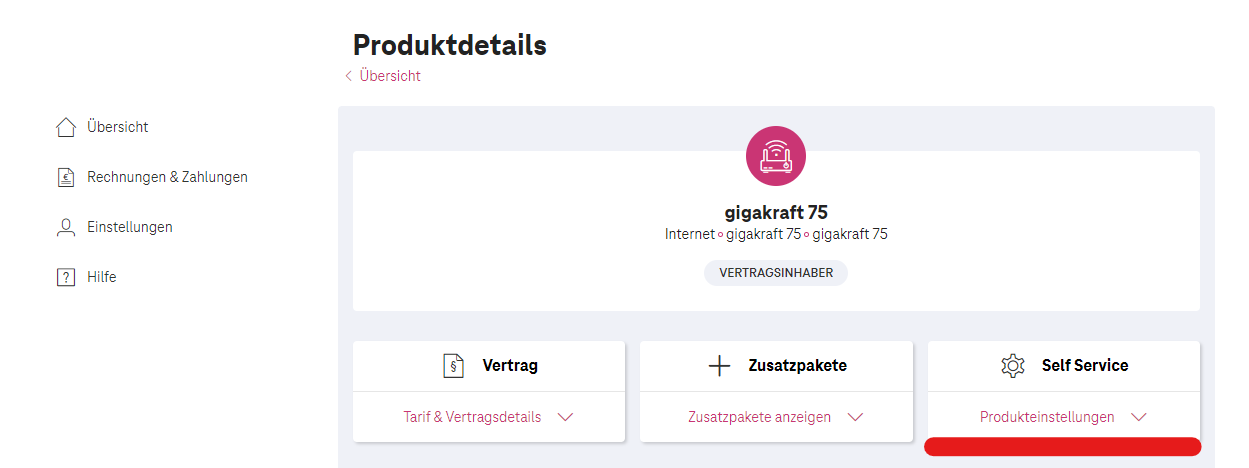 Produktdetails
< Übersicht
Übersicht
Rechnungen & Zahlungen
Einstellungen
? Hilfe
gigakraft 75
Internet ∘ gigakraft 75 ∘ gigakraft 75
VERTRAGSINHABER
§ Vertrag
Tarif & Vertragsdetails
Zusatzpakete
Zusatzpakete anzeigen
Self Service
Produkteinstellungen